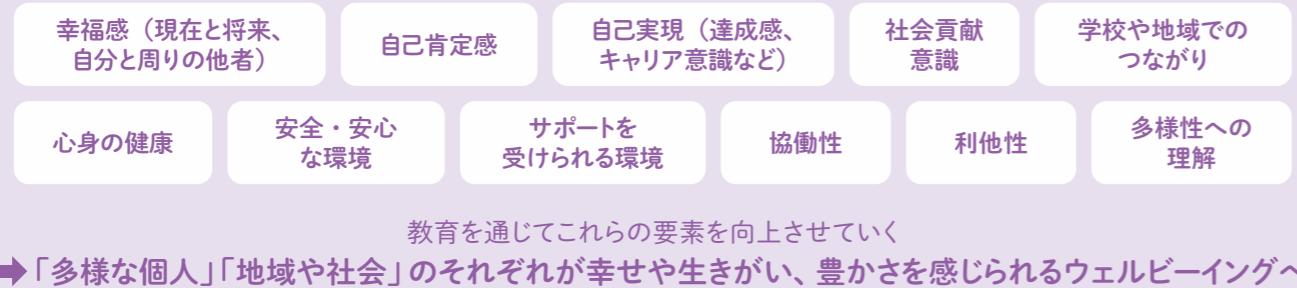 幸福感（現在と将来、
自分と周りの他者）
自己肯定感
自己実現（達成感、
キャリア意識など）
社会貢献
意識
学校や地域での
つながり
心身の健康
安全・安心
な環境
サポートを
受けられる環境
協働性
利他性
多様性への
理解
教育を通じてこれらの要素を向上させていく
➡「多様な個人」「地域や社会」のそれぞれが幸せや生きがい、豊かさを感じられるウェルビーイングへ